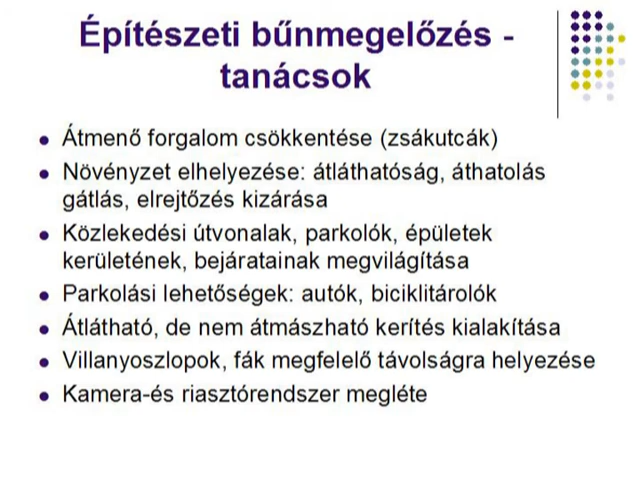 Építészeti bűnmegelőzés -
tanácsok
• Átmenő forgalom csökkentése (zsákutcák)
• Növényzet elhelyezése: átláthatóság, áthatolás
gátlás, elrejtőzés kizárása
• Közlekedési útvonalak, parkolók, épületek
kerületének, bejáratainak megvilágítása
• Parkolási lehetőségek: autók, biciklitárolók
• Átlátható, de nem átmászható kerítés kialakítása
• Villanyoszlopok, fák megfelelő távolságra helyezése
• Kamera-és riasztórendszer megléte